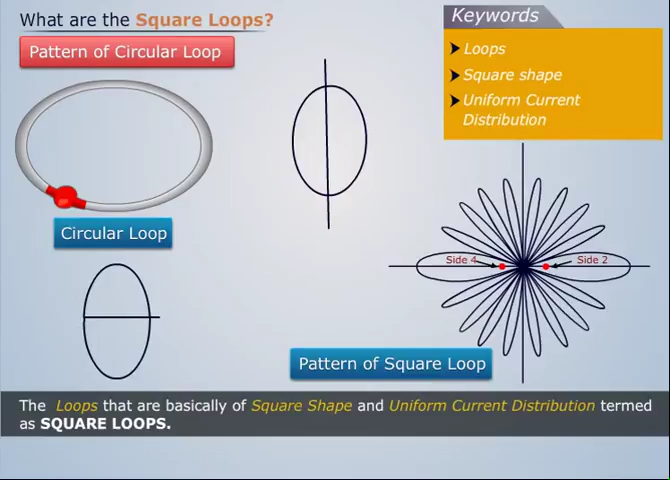 What are the Square Loops?
Keywords
Pattern of Circular Loop
Loops
Square shape
Uniform Current
Distribution
Circular Loop
Side 4
Side 2
Pattern of Square Loop
The Loops that are basically of Square Shape and Uniform Current Distribution termed
as SQUARE LOOPS.